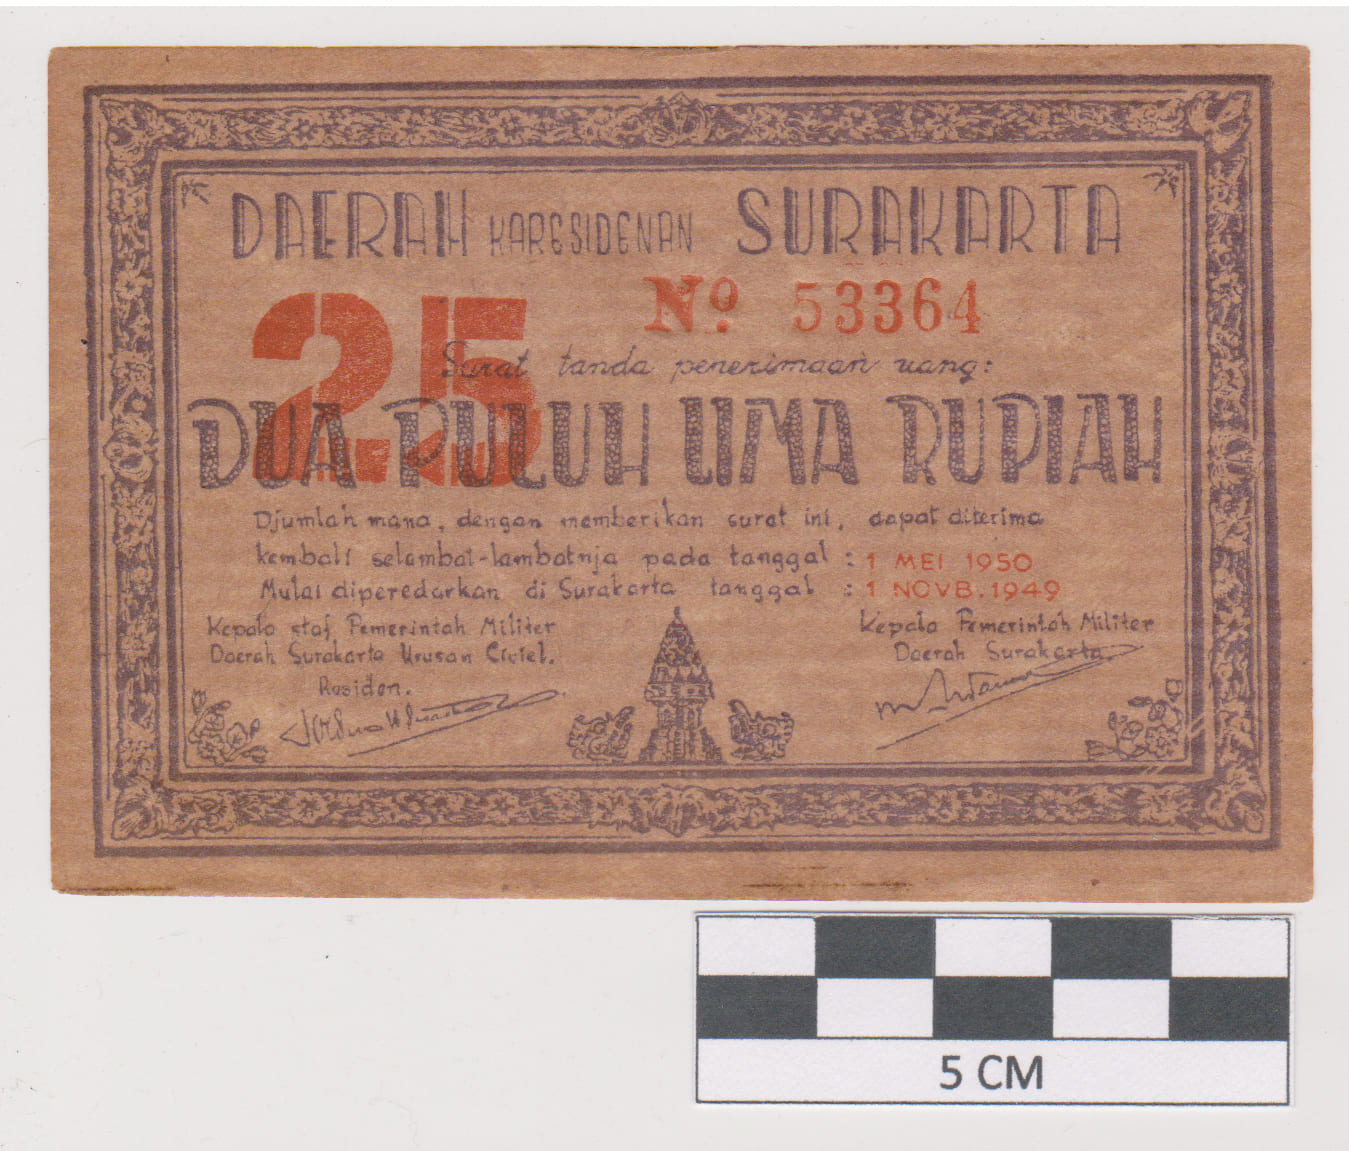 DAERAH KARESIDENAN SURAKARTA
25
No. 53364
Surat tanda penerimaan uang:
DUA PULUH LIMA RUPIAH
Djumlah mana, dengan memberikan surat ini, dapat diterima
kembali selambat-lambatnja pada tanggal : 1 MEI 1950
Mulai diperedarkan di Surakarta tanggal : 1 NOVB. 1949
Kepala staf, Pemerintah Militer
Daerah Surakarta Urusan Civiel.
Residen.
Kepala Pemerintah Militer
Daerah Surakarta.
5 CM